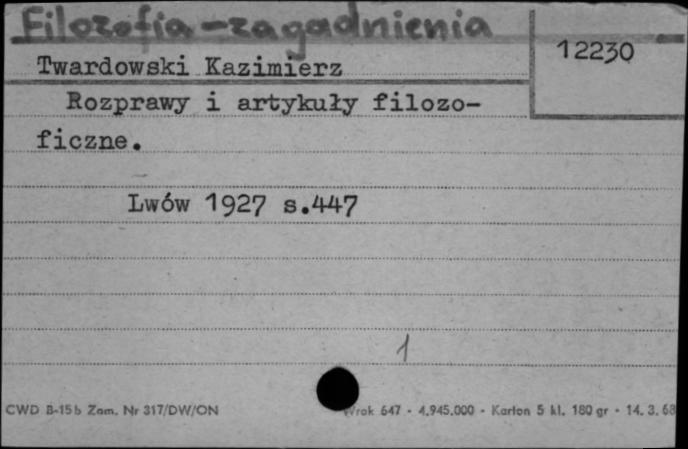 Filozofia-zagadnienia
12230
Twardowski Kazimierz
Rozprawy i artykuły filozo-
ficzne.
Lwów 1927 s.447
1
CWD B-15b Zam. Nr 317/DW/ON
Wrak 647 - 4.945.000 - Karton 5 kl. 180 gr - 14. 3. 68